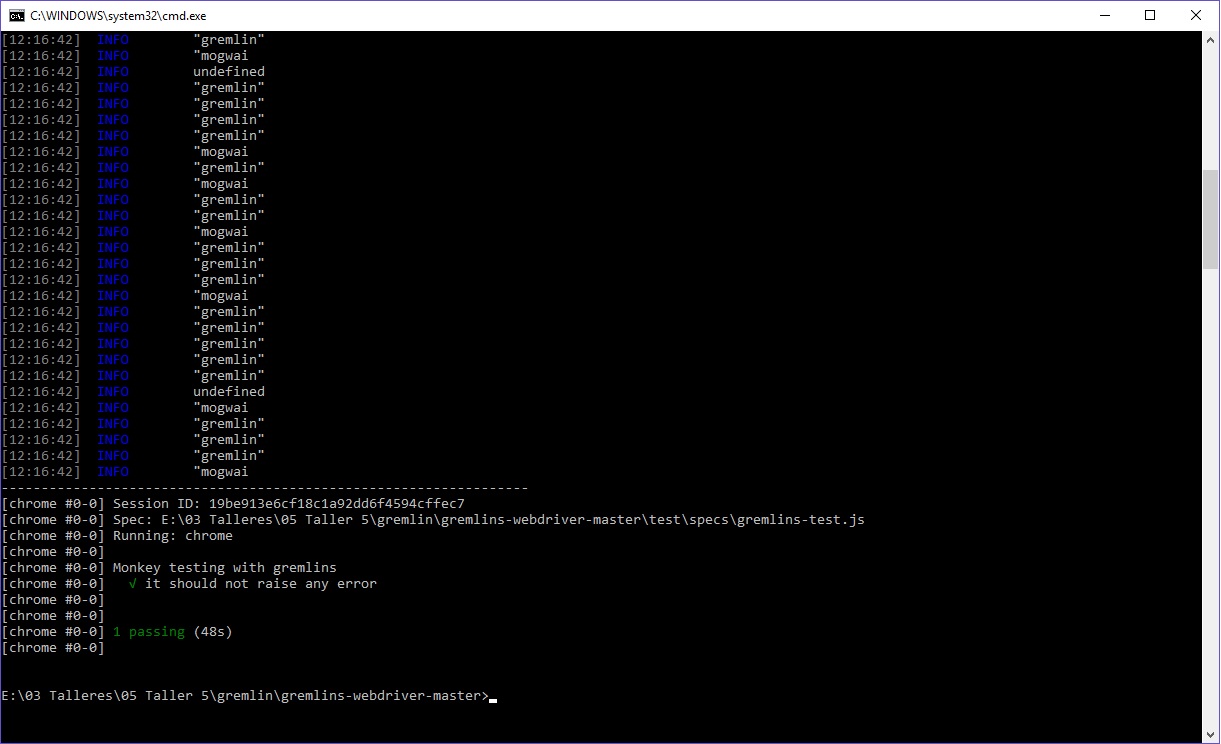 C:\WINDOWS\system32\cmd.exe
[12:16:42]  INFO        "gremlin"
[12:16:42]  INFO        "mogwai
[12:16:42]  INFO        undefined
[12:16:42]  INFO        "gremlin"
[12:16:42]  INFO        "gremlin"
[12:16:42]  INFO        "gremlin"
[12:16:42]  INFO        "gremlin"
[12:16:42]  INFO        "mogwai
[12:16:42]  INFO        "gremlin"
[12:16:42]  INFO        "mogwai
[12:16:42]  INFO        "gremlin"
[12:16:42]  INFO        "gremlin"
[12:16:42]  INFO        "mogwai
[12:16:42]  INFO        "gremlin"
[12:16:42]  INFO        "gremlin"
[12:16:42]  INFO        "gremlin"
[12:16:42]  INFO        "mogwai
[12:16:42]  INFO        "gremlin"
[12:16:42]  INFO        "gremlin"
[12:16:42]  INFO        "gremlin"
[12:16:42]  INFO        "gremlin"
[12:16:42]  INFO        "gremlin"
[12:16:42]  INFO        undefined
[12:16:42]  INFO        "mogwai
[12:16:42]  INFO        "gremlin"
[12:16:42]  INFO        "gremlin"
[12:16:42]  INFO        "gremlin"
[12:16:42]  INFO        "mogwai
------------------------------------------------------------------
[chrome #0-0] Session ID: 19be913e6cf18c1a92dd6f4594cffec7
[chrome #0-0] Spec: E:\03 Talleres\05 Taller 5\gremlin\gremlins-webdriver-master\test\specs\gremlins-test.js
[chrome #0-0] Running: chrome
[chrome #0-0]
[chrome #0-0] Monkey testing with gremlins
[chrome #0-0]   √ it should not raise any error
[chrome #0-0]
[chrome #0-0]
[chrome #0-0] 1 passing (48s)
[chrome #0-0]
E:\03 Talleres\05 Taller 5\gremlin\gremlins-webdriver-master>